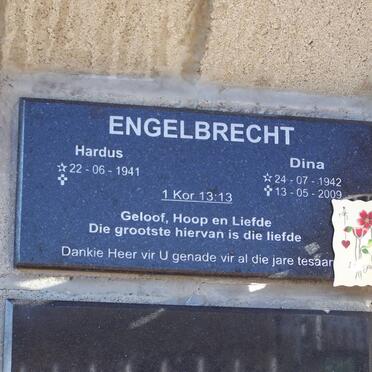 ENGELBRECHT
Hardus
☆ 22 - 06 - 1941
✞
Dina
☆ 24 - 07 - 1942
✞ 13 - 05 - 2009
1 Kor 13:13
Geloof, Hoop en Liefde
Die grootste hiervan is die liefde
Dankie Heer vir U genade vir al die jare